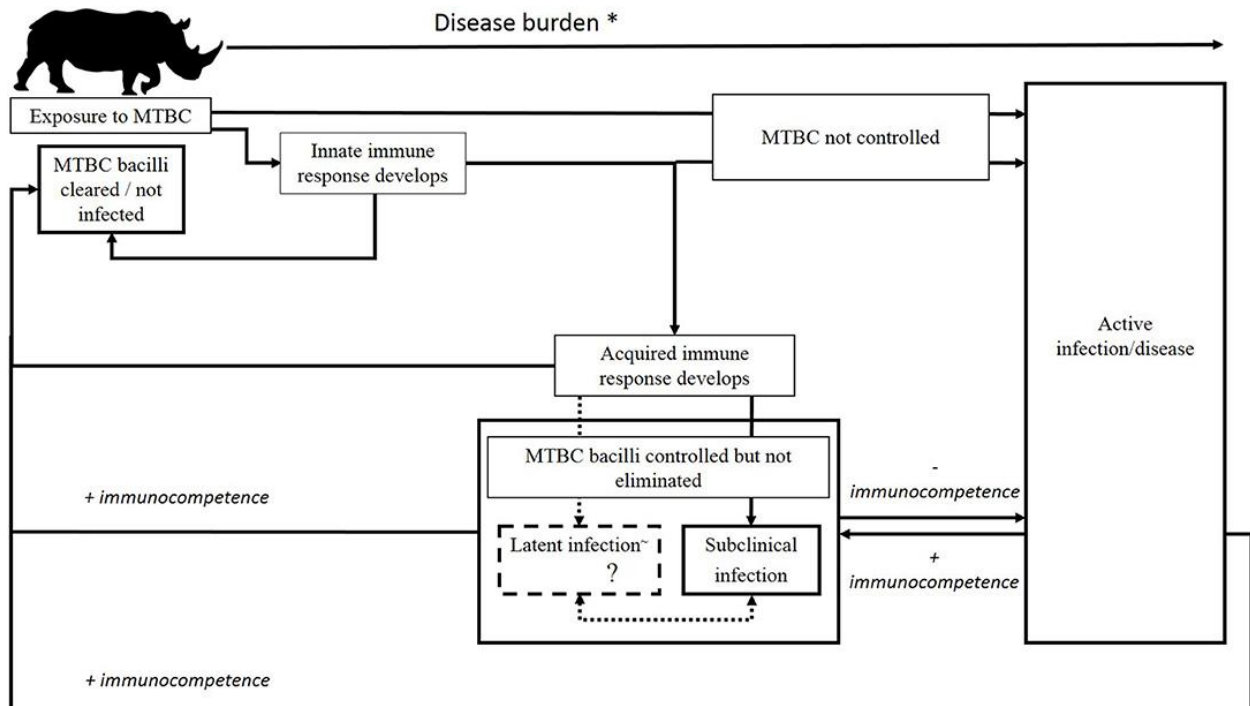 Disease burden *
Exposure to MTBC
MTBC not controlled
Innate immune
response develops
MTBC bacilli
cleared / not
infected
Active
infection/disease
Acquired immune
response develops
MTBC bacilli controlled but not
eliminated
-
immunocompetence
+ immunocompetence
Latent infection~
?
Subclinical
infection
+
immunocompetence
+ immunocompetence